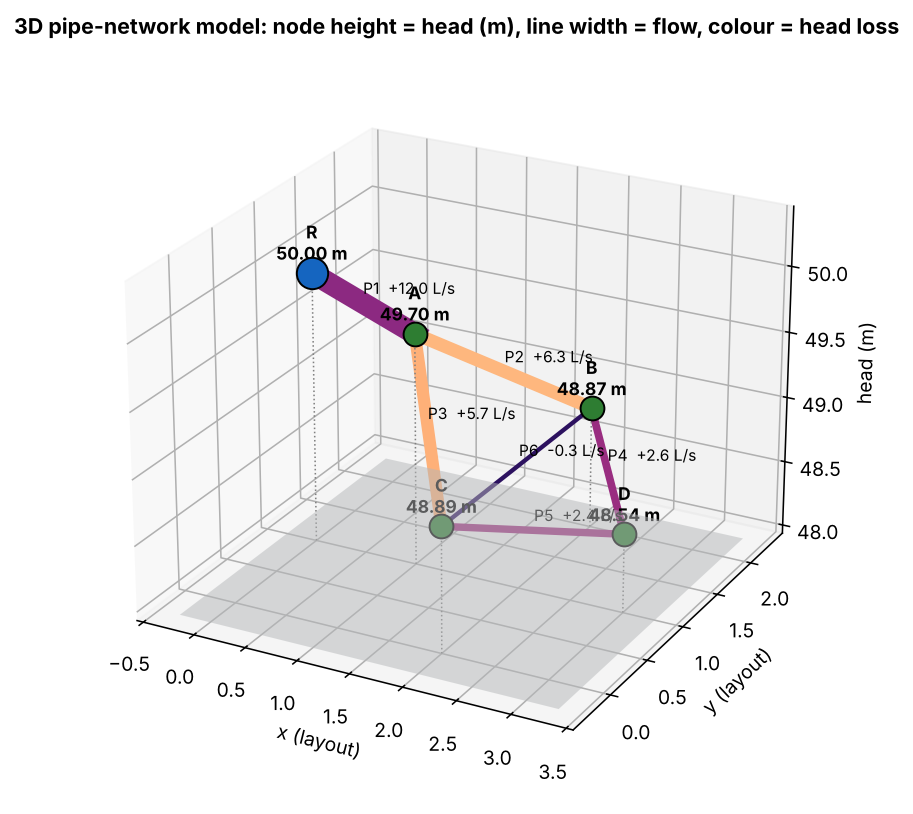 3D pipe-network model: node height = head (m), line width = flow, colour = head loss
R
50.00 m
P1 +12.0 L/s
A
49.70 m
P2 +6.3 L/s
B
48.87 m
P3 +5.7 L/s
P6 -0.3 L/s
P4 +2.6 L/s
C
48.89 m
D
48.54 m
P5 +2.4
50.0
49.5
49.0
48.5
48.0
head (m)
−0.5
0.0
0.5
1.0
1.5
2.0
2.5
3.0
3.5
x (layout)
0.0
0.5
1.0
1.5
2.0
y (layout)